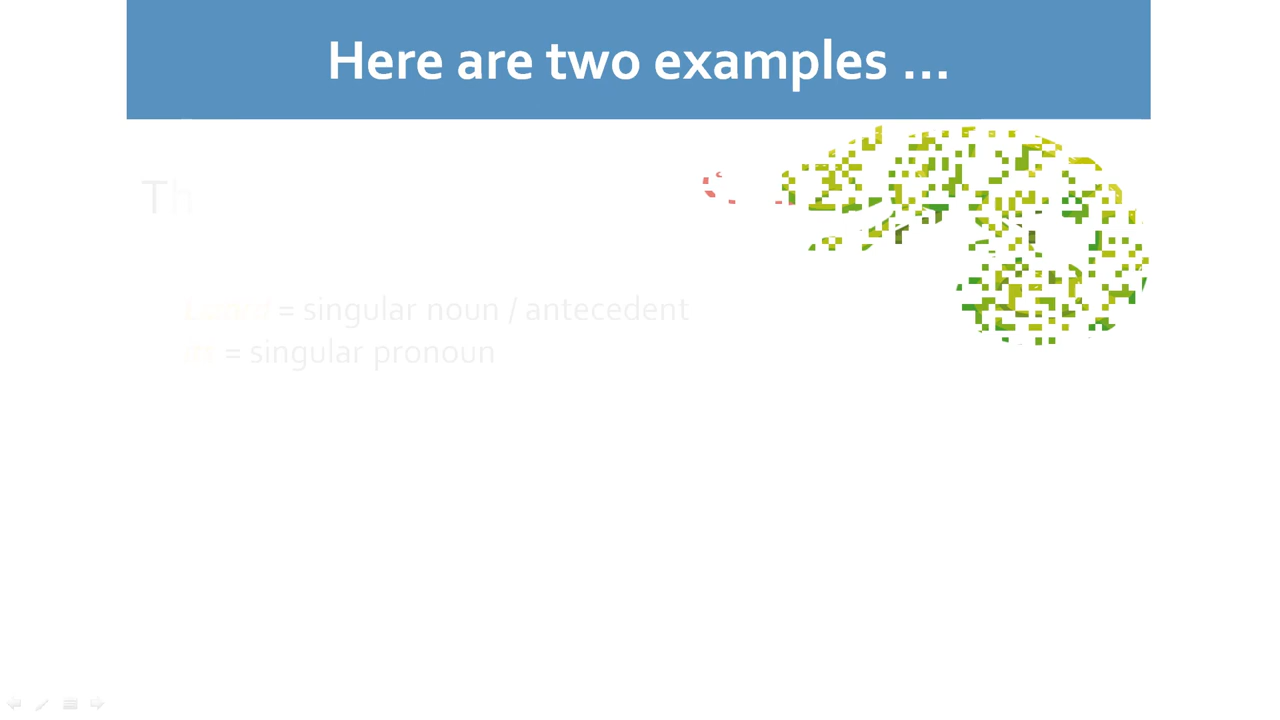 Here are two examples ...
Th
= singular noun / antecedent
= singular pronoun